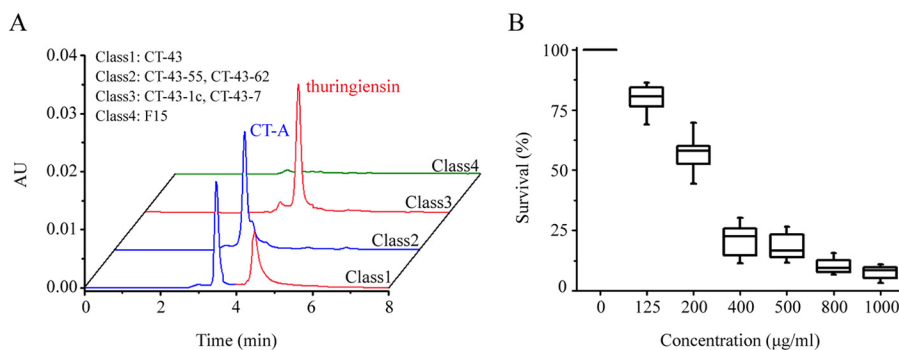 A
Class1: CT-43
Class2: CT-43-55, CT-43-62
Class3: CT-43-1c, CT-43-7
Class4: F15
thuringiensin
CT-A
Class4
Class3
Class2
Class1
0.04
0.03
0.02
0.01
0.00
AU
0 2 4 6 8
Time (min)
B
100
75
50
25
0
Survival (%)
0 125 200 400 500 800 1000
Concentration (μg/ml)